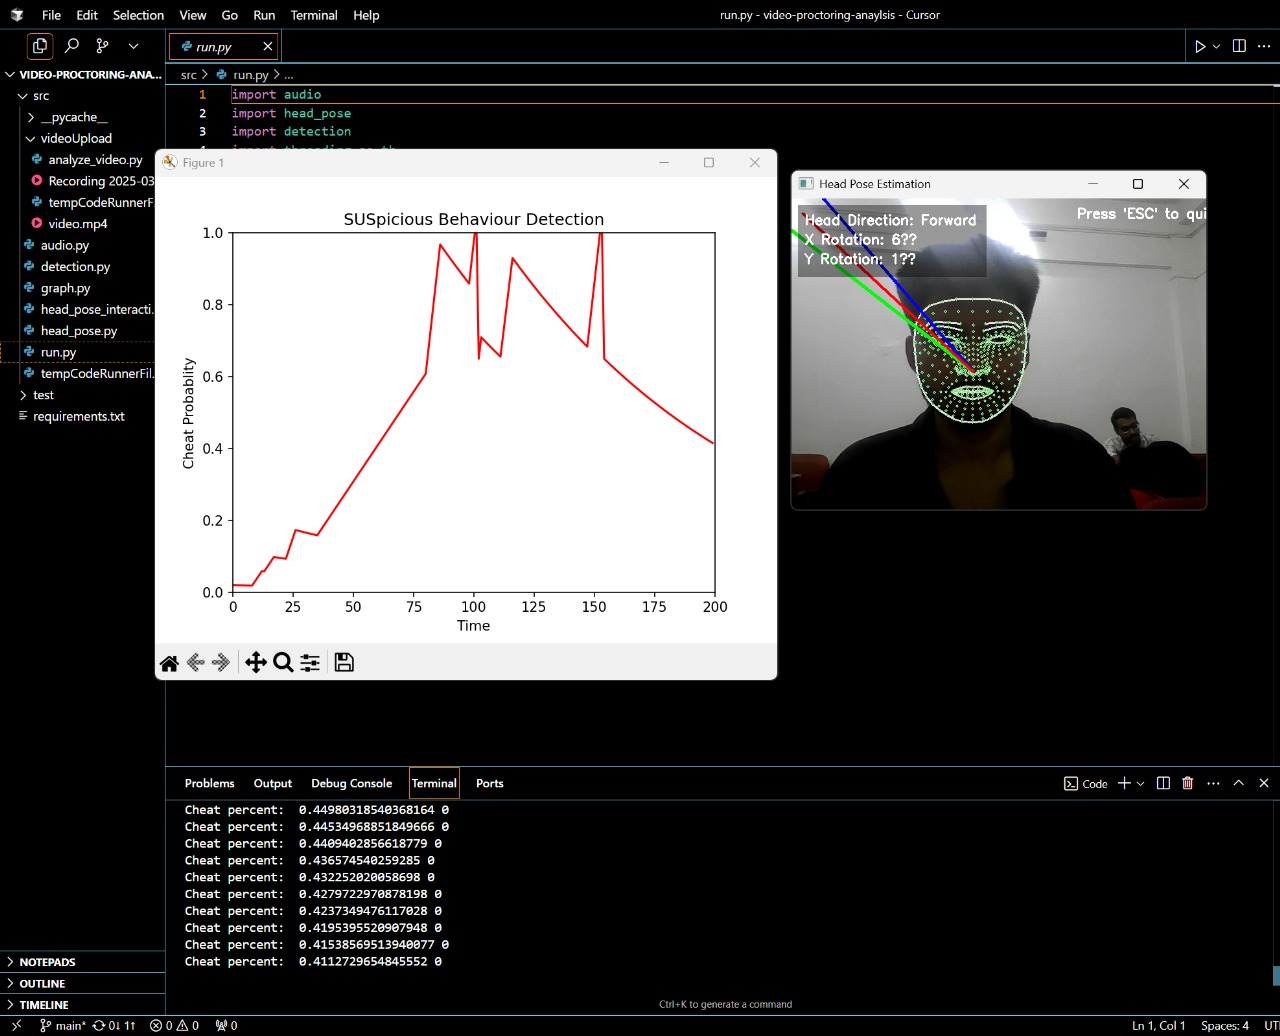 File Edit Selection View Go Run Terminal Help
run.py - video-proctoring-anaylsis - Cursor
VIDEO-PROCTORING-ANA...
src
__pycache__
videoUpload
analyze_video.py
Recording 2025-03
tempCodeRunnerF.
video.mp4
audio.py
detection.py
graph.py
head_pose_interacti.
head_pose.py
run.py
tempCodeRunnerFil.
test
requirements.txt
NOTEPADS
OUTLINE
TIMELINE
run.py
src > run.py > ...
1 import audio
2 import head_pose
3 import detection
Figure 1
SUSpicious Behaviour Detection
Cheat Probablity
1.0
0.8
0.6
0.4
0.2
0.0
0 25 50 75 100 125 150 175 200
Time
Head Pose Estimation
Head Direction: Forward
X Rotation: 6??
Y Rotation: 1??
Press 'ESC' to qui
Problems Output Debug Console Terminal Ports
Code
Cheat percent: 0.44980318540368164 0
Cheat percent: 0.44534968851849666 0
Cheat percent: 0.4409402856618779 0
Cheat percent: 0.436574540259285 0
Cheat percent: 0.432252020058698 0
Cheat percent: 0.4279722970878198 0
Cheat percent: 0.4237349476117028 0
Cheat percent: 0.4195395520907948 0
Cheat percent: 0.41538569513940077 0
Cheat percent: 0.4112729654845552 0
Ctrl+K to generate a command
main* 0↓ 1↑ 0 0 0
Ln 1, Col 1 Spaces: 4 UT